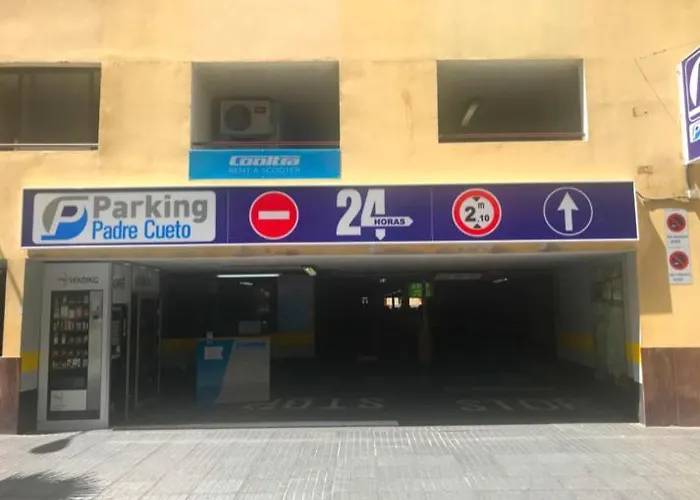 Cooltra
RENT A SCOOTER
P Parking
Padre Cueto
24
HORAS
m
2,10
P
VENDING
STOP
STOP